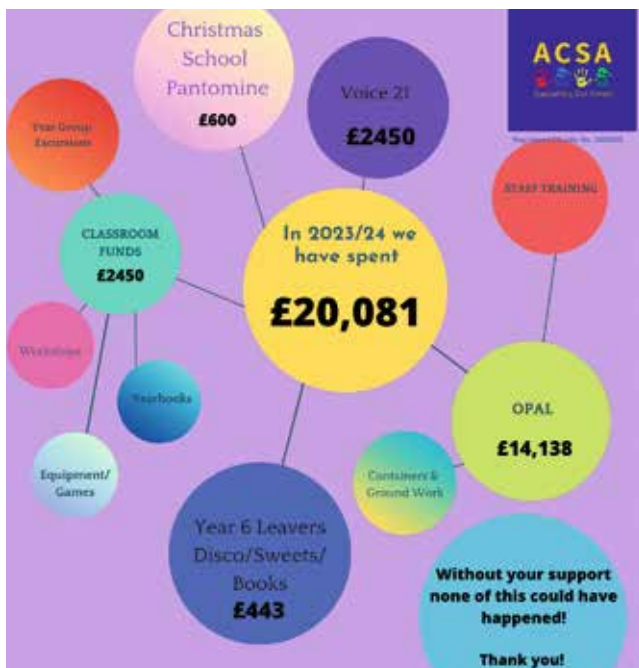 Christmas
School
Pantomine
£600
Voice 21
£2450
ACSA
Year Group
Excursions
STAFF TRAINING
CLASSROOM
FUNDS
£2450
In 2023/24 we
have spent
£20,081
Workshops
Yearbooks
OPAL
£14,138
Equipment/
Games
Containers &
Ground Work
Year 6 Leavers
Disco/Sweets/
Books
£443
Without your support
none of this could have
happened!
Thank you!